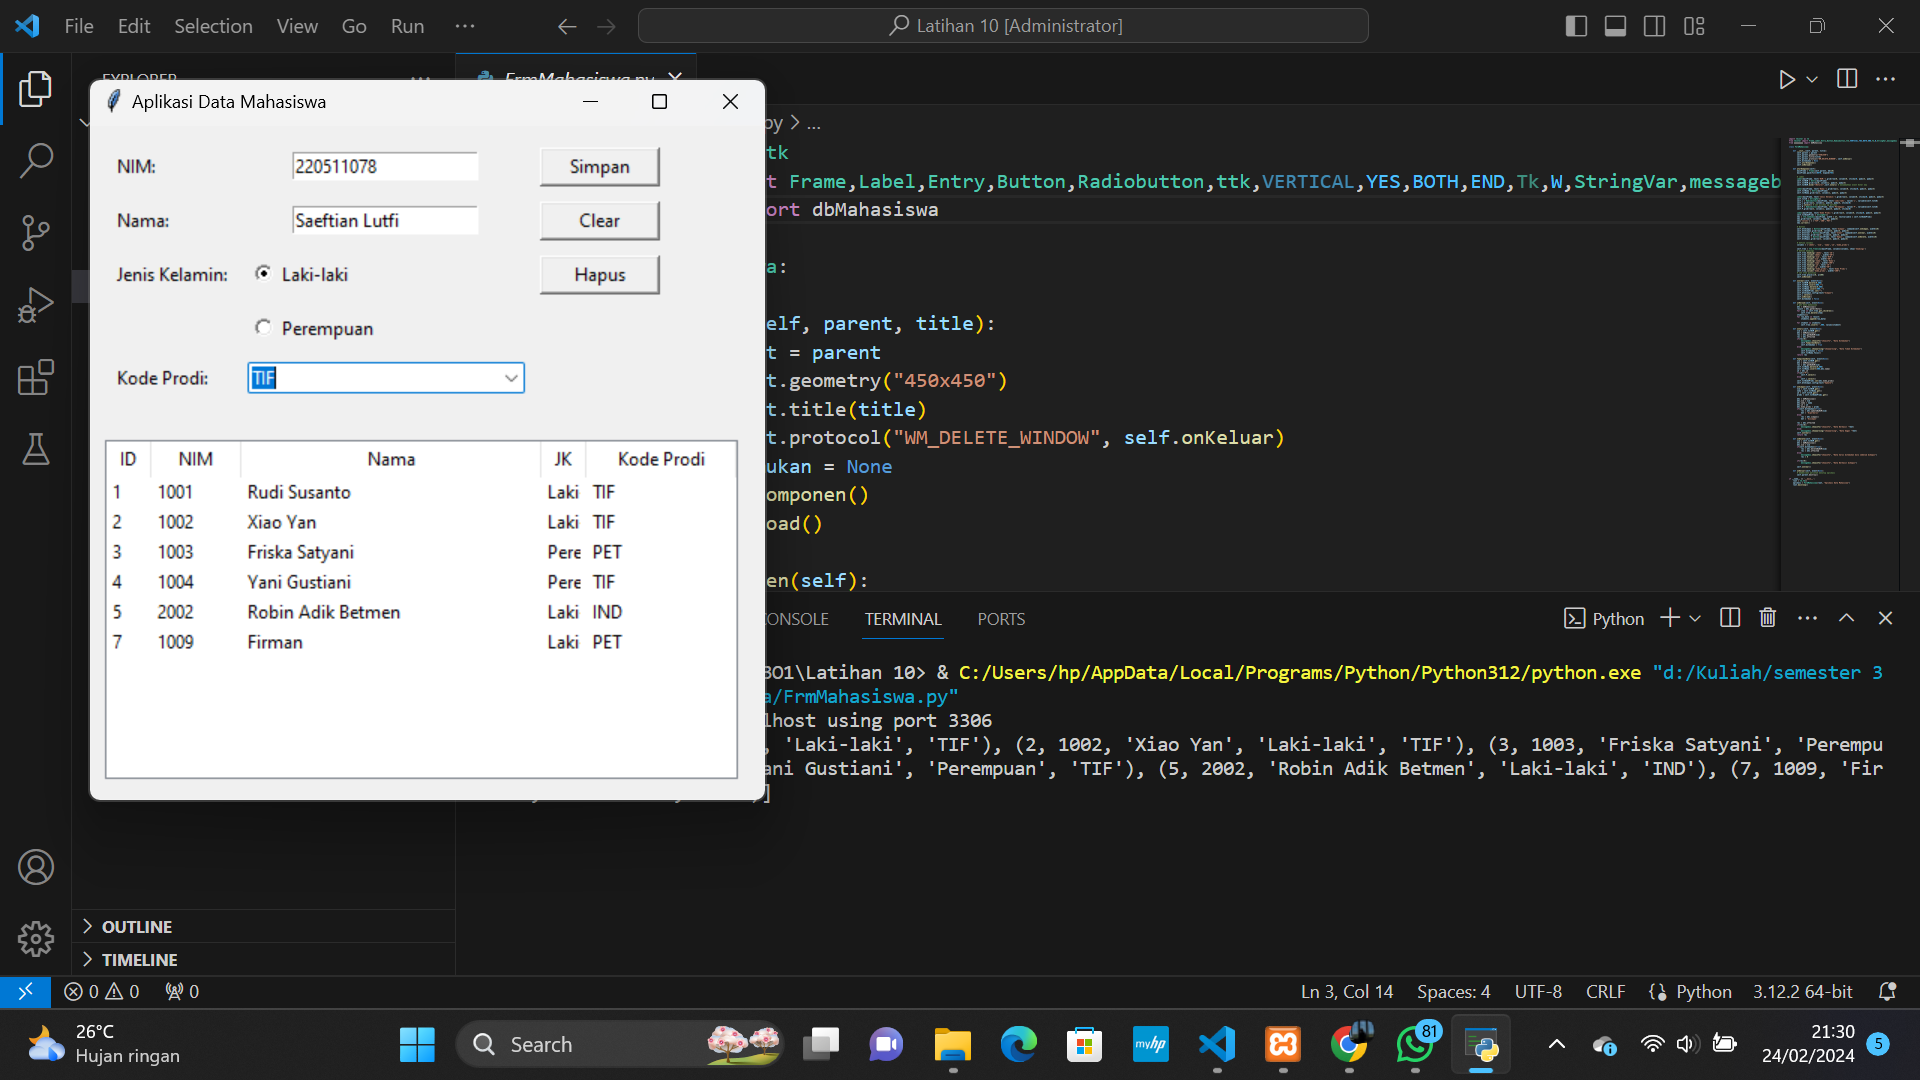 File Edit Selection View Go Run ···
Latihan 10 [Administrator]
EXPLORER
FrmMahasiswa.py
Aplikasi Data Mahasiswa
NIM: 220511078 Simpan
Nama: Saeftian Lutfi Clear
Jenis Kelamin: Laki-laki Hapus
Perempuan
Kode Prodi: TIF
ID NIM Nama JK Kode Prodi
1 1001 Rudi Susanto Laki TIF
2 1002 Xiao Yan Laki TIF
3 1003 Friska Satyani Pere PET
4 1004 Yani Gustiani Pere TIF
5 2002 Robin Adik Betmen Laki IND
7 1009 Firman Laki PET
py > ...
tk
t Frame,Label,Entry,Button,Radiobutton,ttk,VERTICAL,YES,BOTH,END,Tk,W,StringVar,messageb
ort dbMahasiswa
a:
elf, parent, title):
t = parent
t.geometry("450x450")
t.title(title)
t.protocol("WM_DELETE_WINDOW", self.onKeluar)
ukan = None
omponen()
oad()
en(self):
ONSOLE TERMINAL PORTS
Python
BO1\Latihan 10> & C:/Users/hp/AppData/Local/Programs/Python/Python312/python.exe "d:/Kuliah/semester 3
a/FrmMahasiswa.py"
lhost using port 3306
, 'Laki-laki', 'TIF'), (2, 1002, 'Xiao Yan', 'Laki-laki', 'TIF'), (3, 1003, 'Friska Satyani', 'Perempu
ani Gustiani', 'Perempuan', 'TIF'), (5, 2002, 'Robin Adik Betmen', 'Laki-laki', 'IND'), (7, 1009, 'Fir
]
OUTLINE
TIMELINE
0 0 0
Ln 3, Col 14 Spaces: 4 UTF-8 CRLF Python 3.12.2 64-bit
26°C
Hujan ringan
Search
myhp
81
21:30
24/02/2024
5